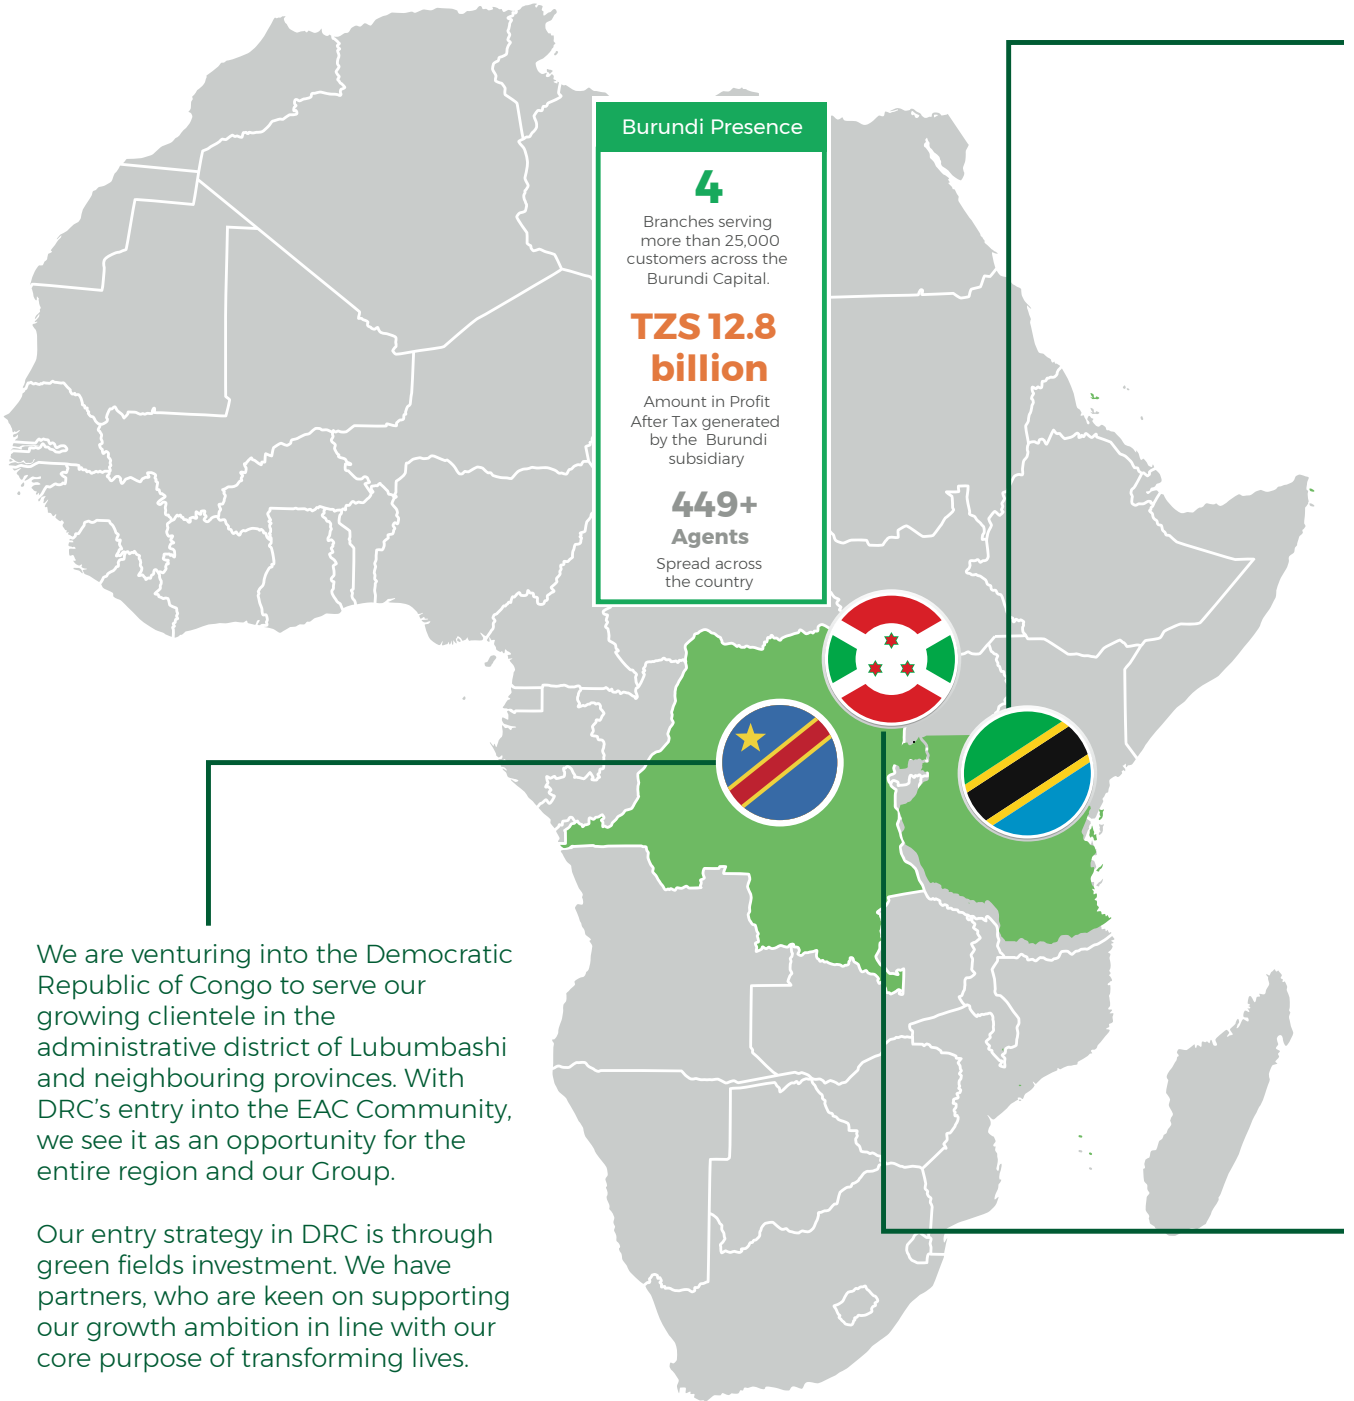 Burundi Presence
4
Branches serving
more than 25,000
customers across the
Burundi Capital.
TZS 12.8
billion
Amount in Profit
After Tax generated
by the Burundi
subsidiary
449+
Agents
Spread across
the country
We are venturing into the Democratic
Republic of Congo to serve our
growing clientele in the
administrative district of Lubumbashi
and neighbouring provinces. With
DRC’s entry into the EAC Community,
we see it as an opportunity for the
entire region and our Group.
Our entry strategy in DRC is through
green fields investment. We have
partners, who are keen on supporting
our growth ambition in line with our
core purpose of transforming lives.